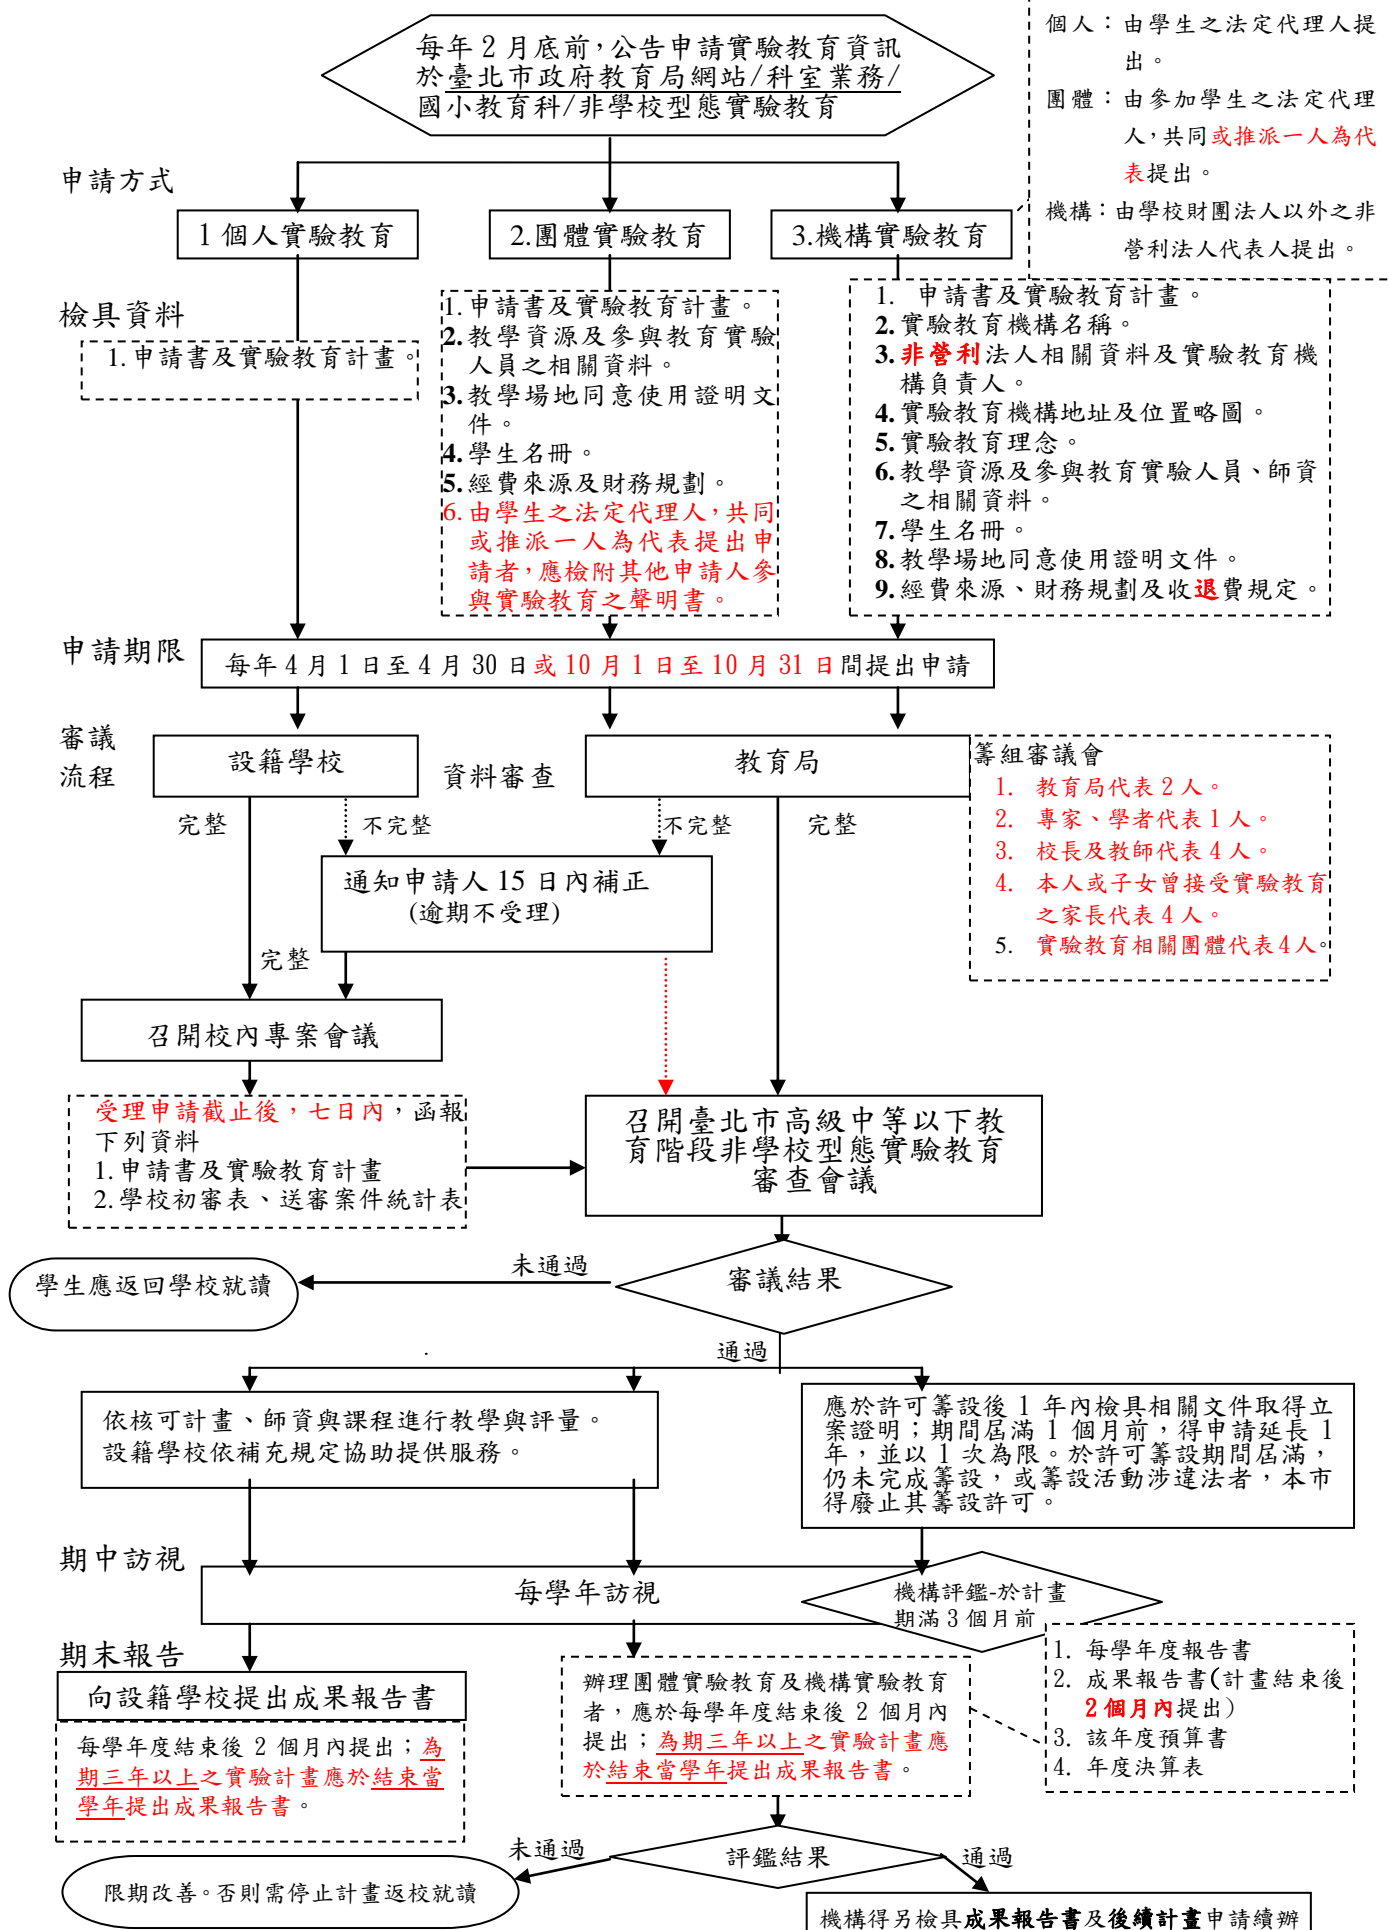 每年 2 月底前，公告申請實驗教育資訊
於臺北市政府教育局網站/科室業務/
國小教育科/非學校型態實驗教育
個人：由學生之法定代理人提
出。
團體：由參加學生之法定代理
人，共同或推派一人為代
表提出。
機構：由學校財團法人以外之非
營利法人代表人提出。
申請方式
1 個人實驗教育
2.團體實驗教育
3.機構實驗教育
檢具資料
1.申請書及實驗教育計畫。
1.申請書及實驗教育計畫。
2.教學資源及參與教育實驗
人員之相關資料。
3.教學場地同意使用證明文
件。
4.學生名冊。
5.經費來源及財務規劃。
6.由學生之法定代理人，共同
或推派一人為代表提出申
請者，應檢附其他申請人參
與實驗教育之聲明書。
1. 申請書及實驗教育計畫。
2.實驗教育機構名稱。
3.非營利法人相關資料及實驗教育機
構負責人。
4.實驗教育機構地址及位置略圖。
5.實驗教育理念。
6.教學資源及參與教育實驗人員、師資
之相關資料。
7.學生名冊。
8.教學場地同意使用證明文件。
9.經費來源、財務規劃及收退費規定。
申請期限
每年 4 月 1 日至 4 月 30 日或 10 月 1 日至 10 月 31 日間提出申請
審議
流程
設籍學校
資料審查
教育局
籌組審議會
1. 教育局代表 2 人。
2. 專家、學者代表 1 人。
3. 校長及教師代表 4 人。
4. 本人或子女曾接受實驗教育
之家長代表 4 人。
5. 實驗教育相關團體代表 4 人。
完整
不完整
不完整
完整
通知申請人 15 日內補正
(逾期不受理)
完整
召開校內專案會議
受理申請截止後，七日內，函報
下列資料
1.申請書及實驗教育計畫
2.學校初審表、送審案件統計表
召開臺北市高級中等以下教
育階段非學校型態實驗教育
審查會議
未通過
審議結果
學生應返回學校就讀
通過
依核可計畫、師資與課程進行教學與評量。
設籍學校依補充規定協助提供服務。
應於許可籌設後 1 年內檢具相關文件取得立
案證明；期間屆滿 1 個月前，得申請延長 1
年，並以 1 次為限。於許可籌設期間屆滿，
仍未完成籌設，或籌設活動涉違法者，本市
得廢止其籌設許可。
期中訪視
每學年訪視
機構評鑑-於計畫
期滿 3 個月前
期末報告
向設籍學校提出成果報告書
每學年度結束後 2 個月內提出；為
期三年以上之實驗計畫應於結束當
學年提出成果報告書。
辦理團體實驗教育及機構實驗教育
者，應於每學年度結束後 2 個月內
提出；為期三年以上之實驗計畫應
於結束當學年提出成果報告書。
1. 每學年度報告書
2. 成果報告書(計畫結束後
2 個月內提出)
3. 該年度預算書
4. 年度決算表
未通過
評鑑結果
通過
限期改善。否則需停止計畫返校就讀
機構得另檢具成果報告書及後續計畫申請續辦